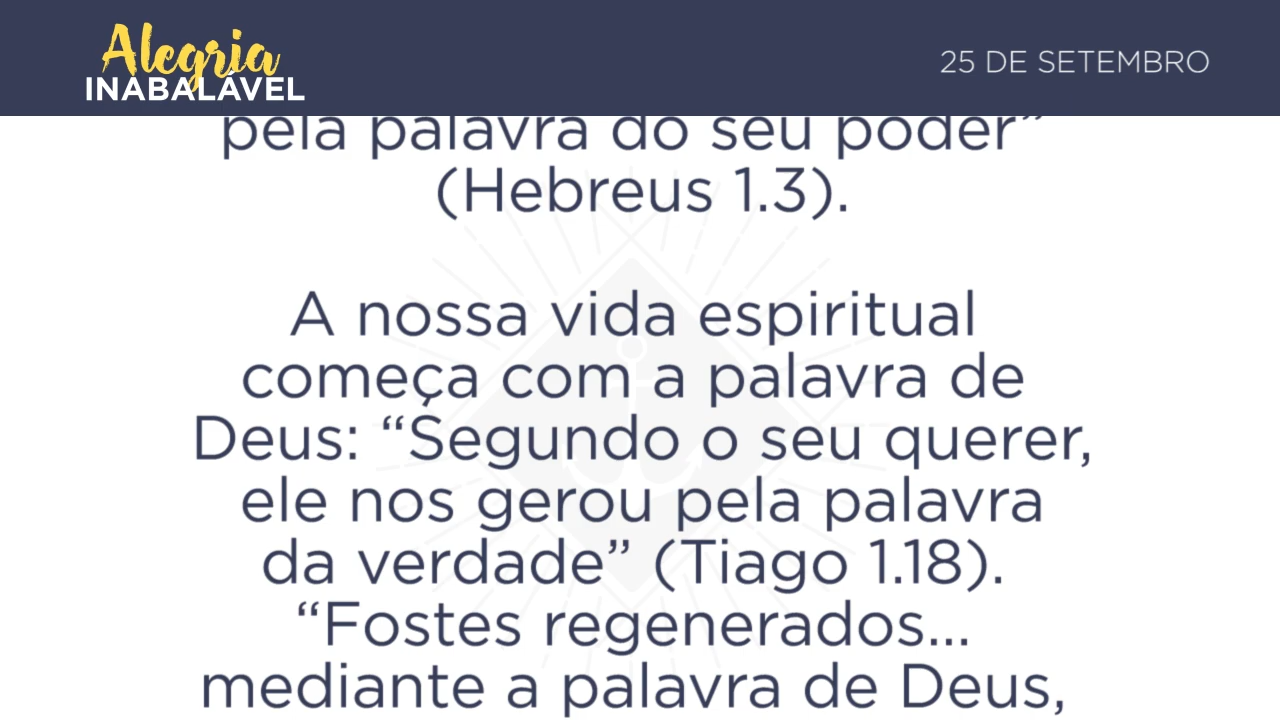 Alegria
INABALÁVEL
25 DE SETEMBRO
pela palavra do seu poder”
(Hebreus 1.3).
A nossa vida espiritual
começa com a palavra de
Deus: “Segundo o seu querer,
ele nos gerou pela palavra
da verdade” (Tiago 1.18).
“Fostes regenerados...
mediante a palavra de Deus,